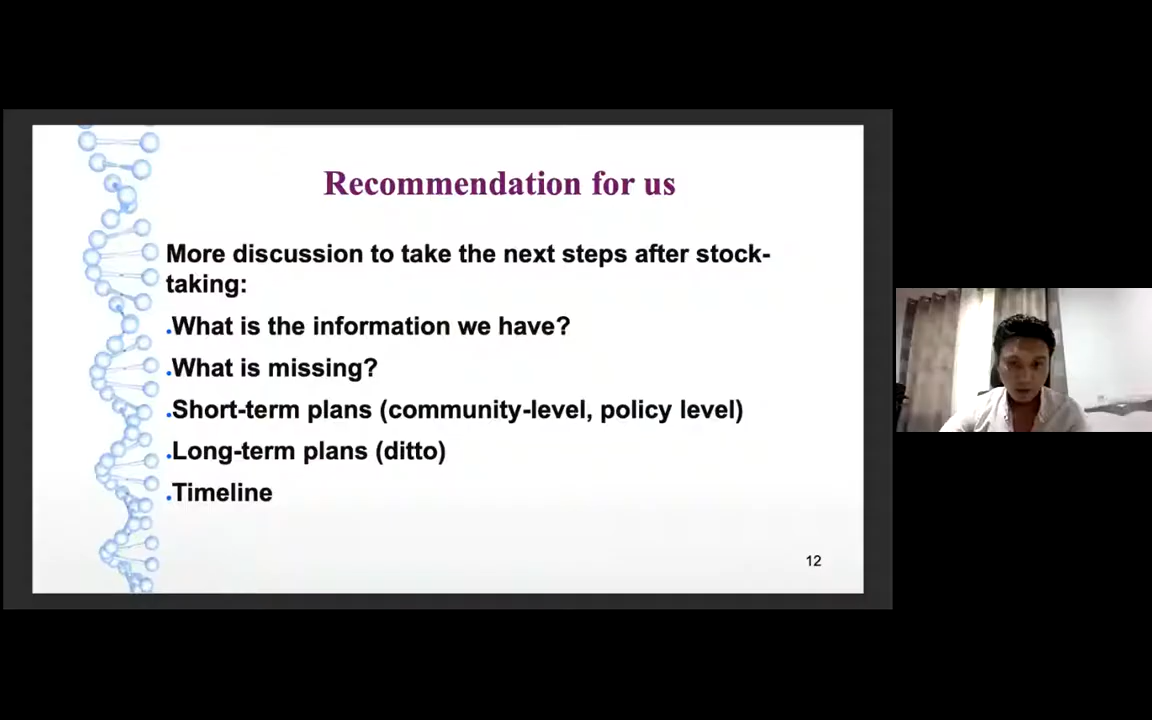 Recommendation for us
More discussion to take the next steps after stock-
taking:
.What is the information we have?
.What is missing?
.Short-term plans (community-level, policy level)
.Long-term plans (ditto)
.Timeline
12